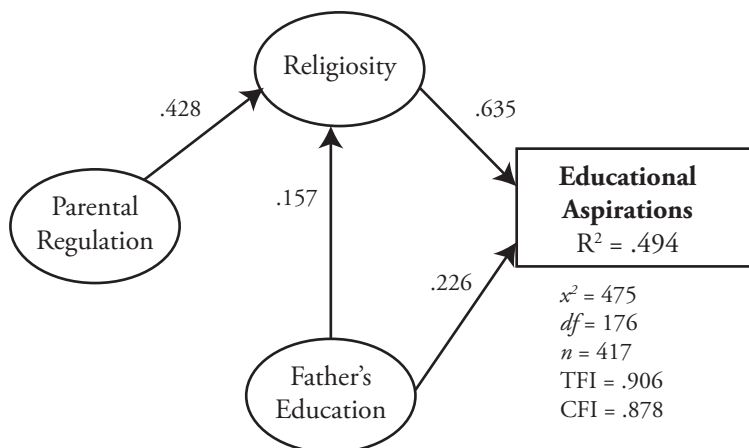 Religiosity
.428
.635
Parental
Regulation
.157
Educational
Aspirations
R² = .494
.226
x² = 475
df = 176
n = 417
TFI = .906
CFI = .878
Father's
Education